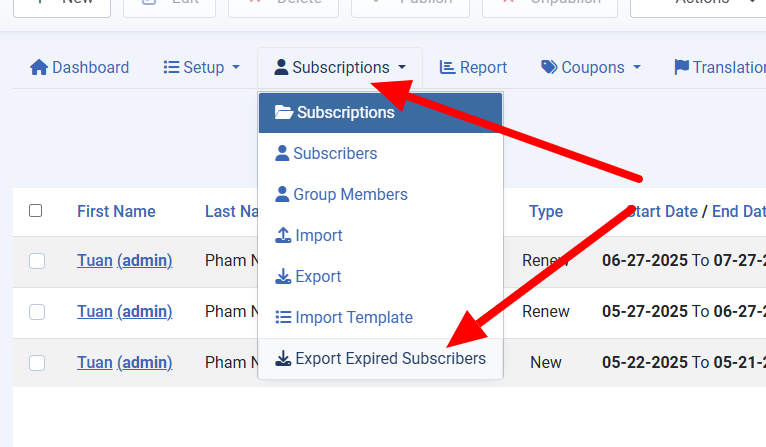 New Edit Delete Publish Unpublish Actions
Dashboard Setup Subscriptions Report Coupons
Subscriptions
Subscribers
Group Members
Import
Export
Import Template
Export Expired Subscribers
First Name Last Na Type Start Date / End Dat
Tuan (admin) Pham N Renew 06-27-2025 To 07-27-2
Tuan (admin) Pham N Renew 05-27-2025 To 06-27-2
Tuan (admin) Pham N New 05-22-2025 To 05-21-2